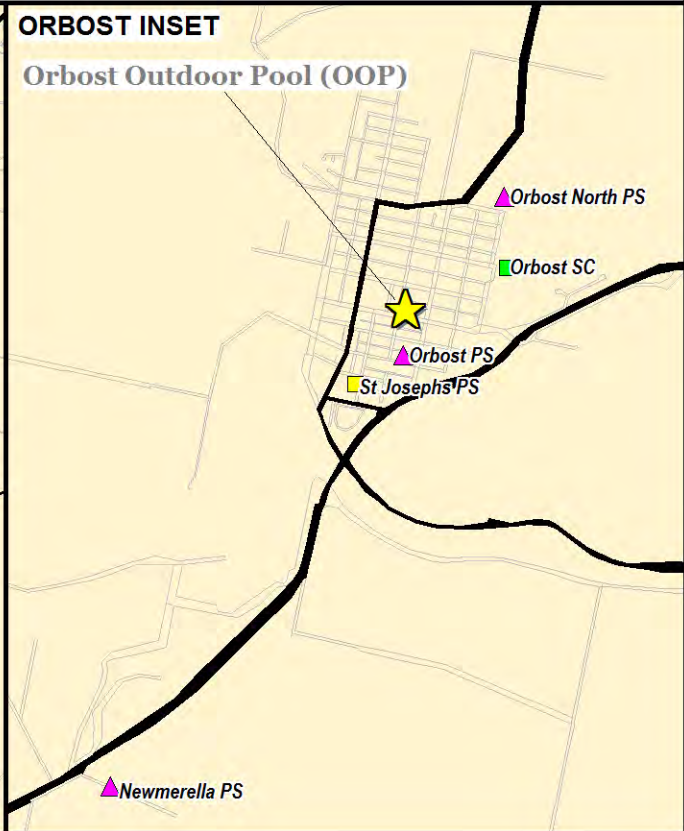 ORBOST INSET
Orbost Outdoor Pool (OOP)
Orbost North PS
Orbost SC
Orbost PS
St Josephs PS
Newmerella PS